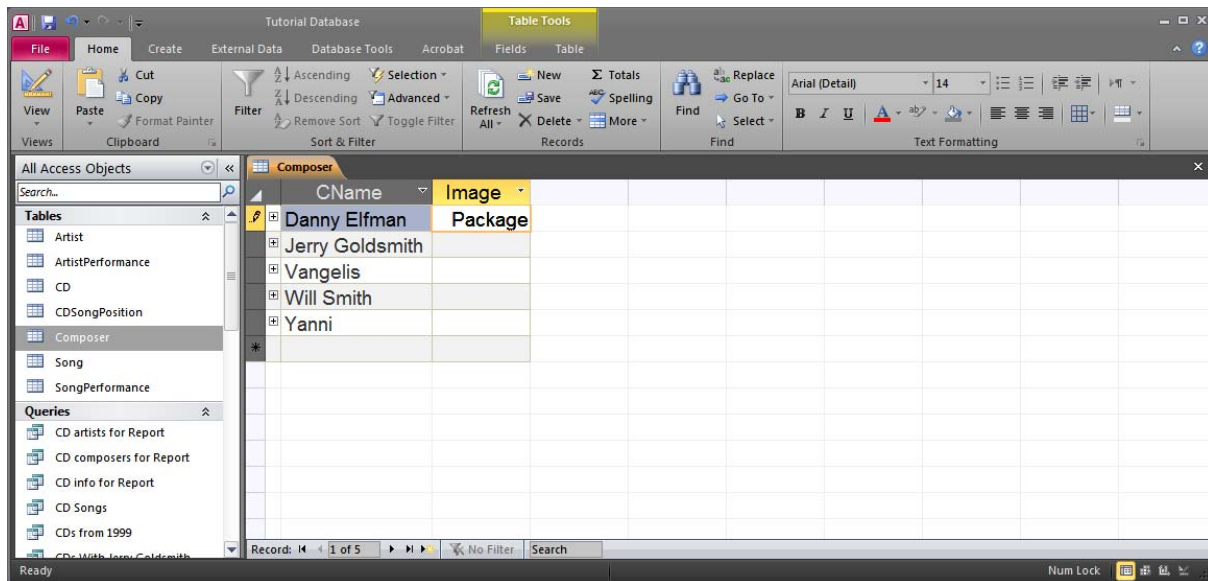 A Tutorial Database Table Tools
File Home Create External Data Database Tools Acrobat Fields Table
View
Views
Paste
Cut
Copy
Format Painter
Clipboard
Filter
Ascending Selection
Descending Advanced
Remove Sort Toggle Filter
Sort & Filter
Refresh All
New Σ Totals
Save Spelling
Delete More
Records
Find
Replace
Go To
Select
Find
Arial (Detail) 14
B I U A
Text Formatting
All Access Objects
Search...
Tables
Artist
ArtistPerformance
CD
CDSongPosition
Composer
Song
SongPerformance
Queries
CD artists for Report
CD composers for Report
CD info for Report
CD Songs
CDs from 1999
CDs With Jerry Goldsmith
Composer
CName Image
Danny Elfman Package
Jerry Goldsmith
Vangelis
Will Smith
Yanni
Record: 1 of 5 No Filter Search
Ready Num Lock